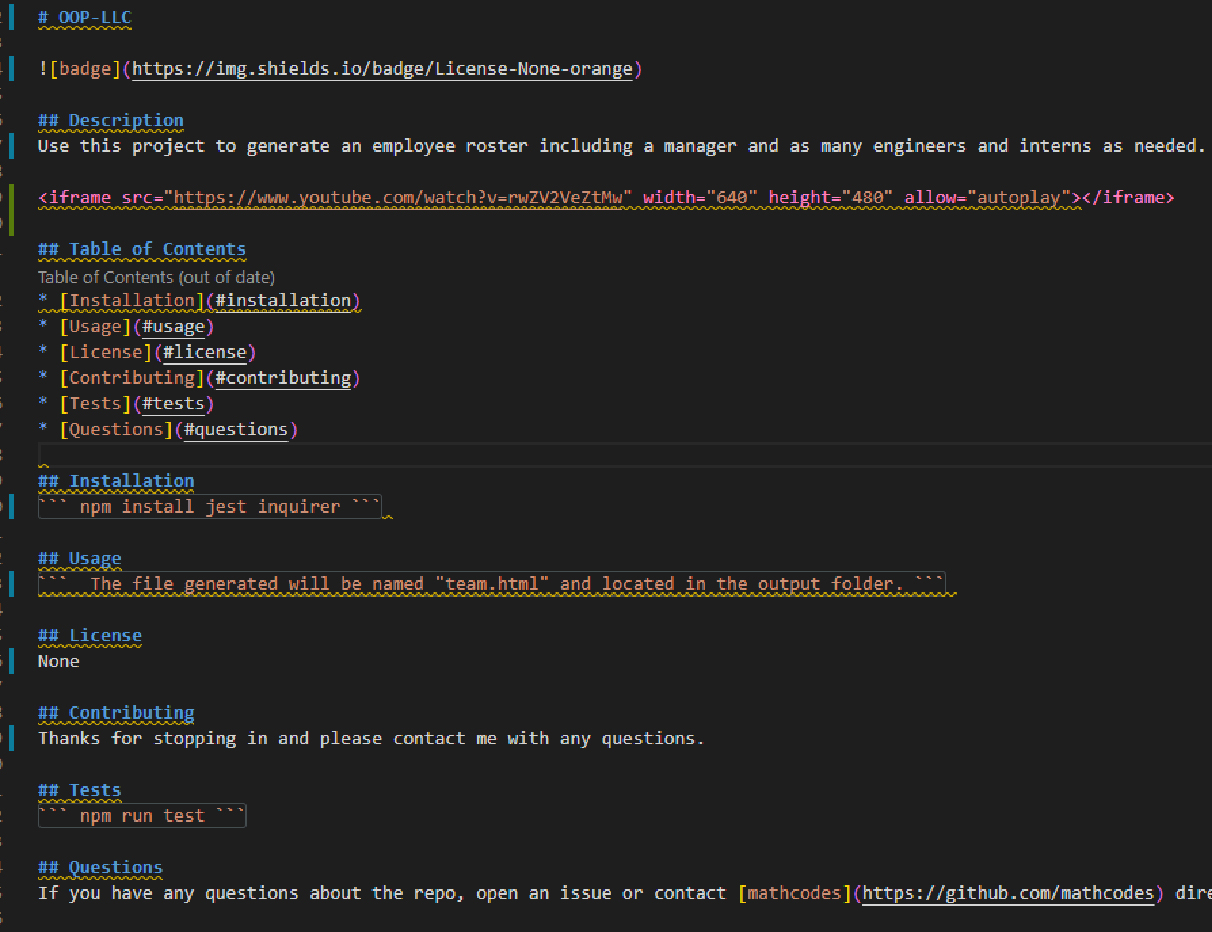 # OOP-LLC
![badge](https://img.shields.io/badge/License-None-orange)
## Description
Use this project to generate an employee roster including a manager and as many engineers and interns as needed.
<iframe src="https://www.youtube.com/watch?v=rwZV2VeZtMw" width="640" height="480" allow="autoplay"></iframe>
## Table of Contents
Table of Contents (out of date)
* [Installation](#installation)
* [Usage](#usage)
* [License](#license)
* [Contributing](#contributing)
* [Tests](#tests)
* [Questions](#questions)
## Installation
``` npm install jest inquirer ```
## Usage
```  The file generated will be named "team.html" and located in the output folder. ```
## License
None
## Contributing
Thanks for stopping in and please contact me with any questions.
## Tests
``` npm run test ```
## Questions
If you have any questions about the repo, open an issue or contact [mathcodes](https://github.com/mathcodes)